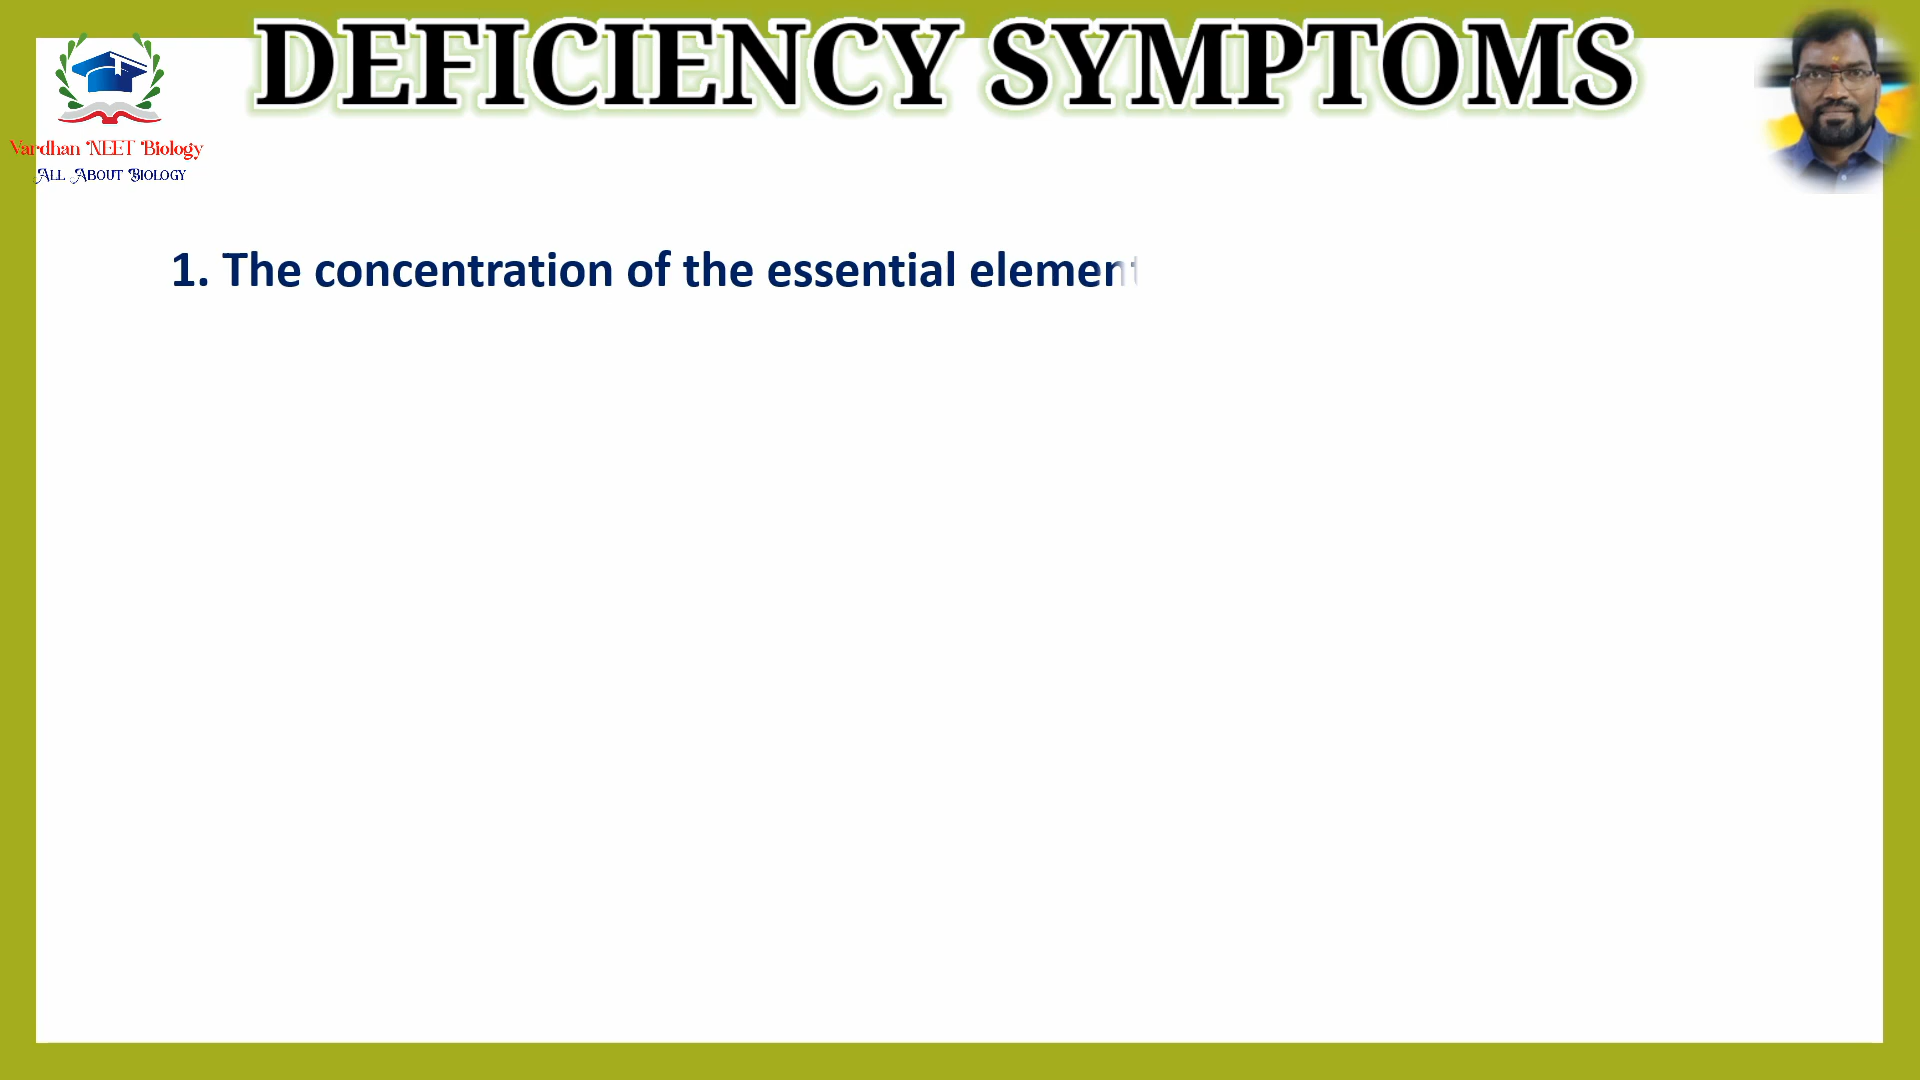 DEFICIENCY SYMPTOMS
Vardhan NEET Biology
ALL ABOUT BIOLOGY
1. The concentration of the essential element